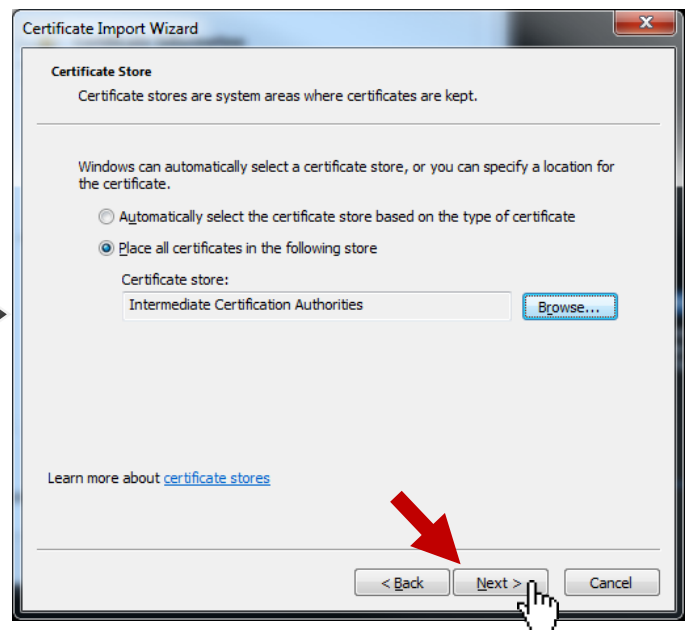 Certificate Import Wizard
Certificate Store
Certificate stores are system areas where certificates are kept.
Windows can automatically select a certificate store, or you can specify a location for
the certificate.
Automatically select the certificate store based on the type of certificate
Place all certificates in the following store
Certificate store:
Intermediate Certification Authorities
Browse...
Learn more about certificate stores
< Back
Next >
Cancel